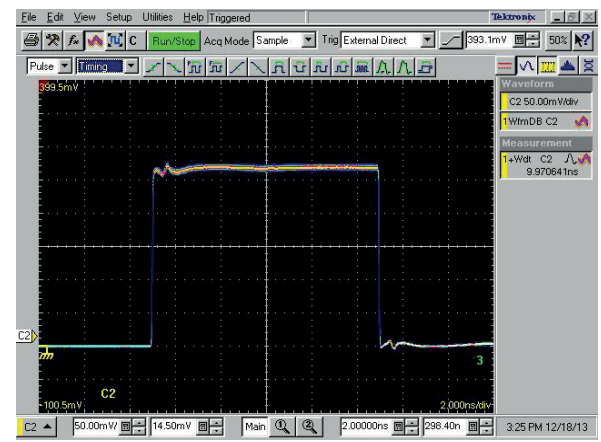 File Edit View Setup Utilities Help Triggered Tektronix
C Run/Stop Acq Mode Sample Trig External Direct 393.1mV 50%
Pulse Timing
Waveform
C2 50.00mV/div
1WfmDB C2
Measurement
1+Wdt C2
9.970641ns
399.5mV
C2
3
C2
-100.5mV
2.000ns/div
C2 50.00mV/ 14.50mV Main 1 2 2.00000ns 298.40n 3:25 PM 12/18/13